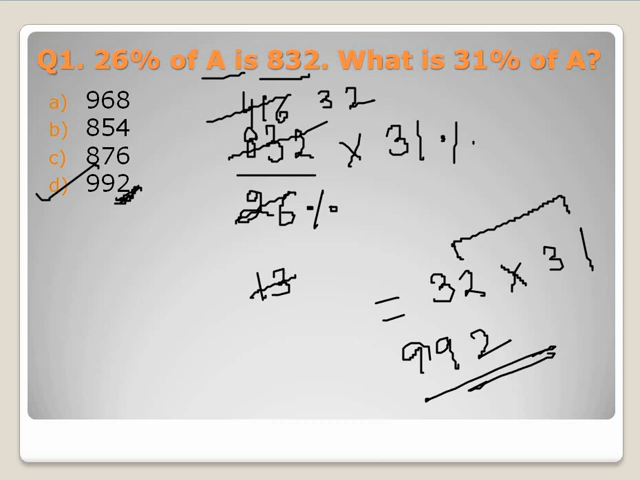 Q1. 26% of A is 832. What is 31% of A?
a) 968
b) 854
c) 876
d) 992
416 32
832 x 31 %
26 %
13
= 32 x 31
992